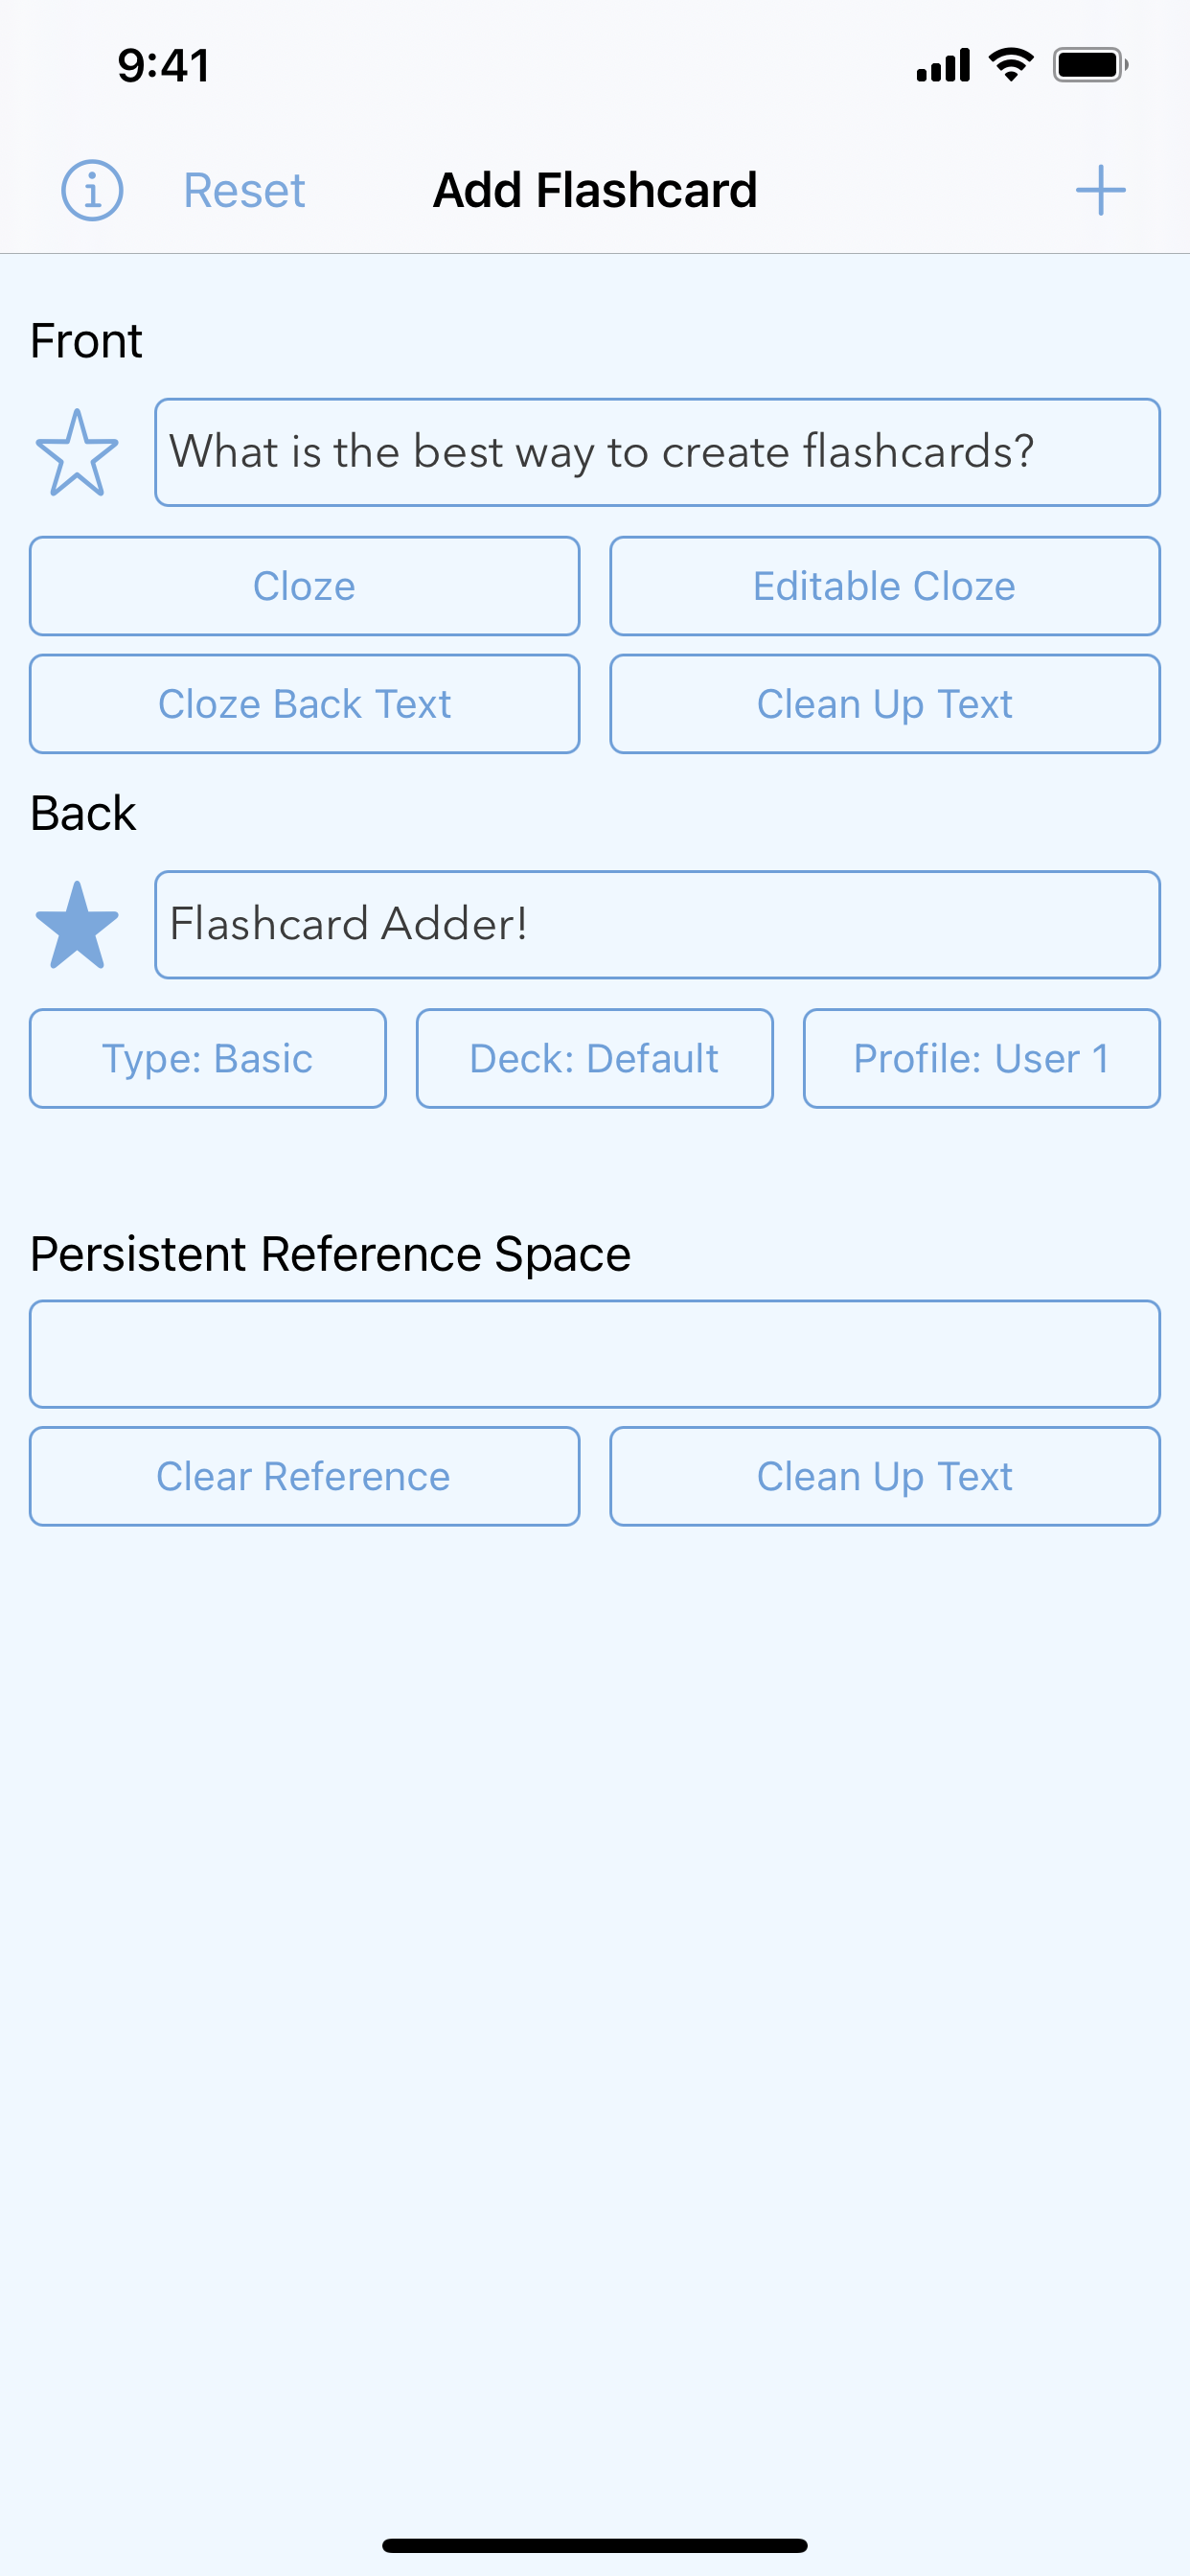 9:41
Reset Add Flashcard
Front
What is the best way to create flashcards?
Cloze Editable Cloze
Cloze Back Text Clean Up Text
Back
Flashcard Adder!
Type: Basic Deck: Default Profile: User 1
Persistent Reference Space
Clear Reference Clean Up Text